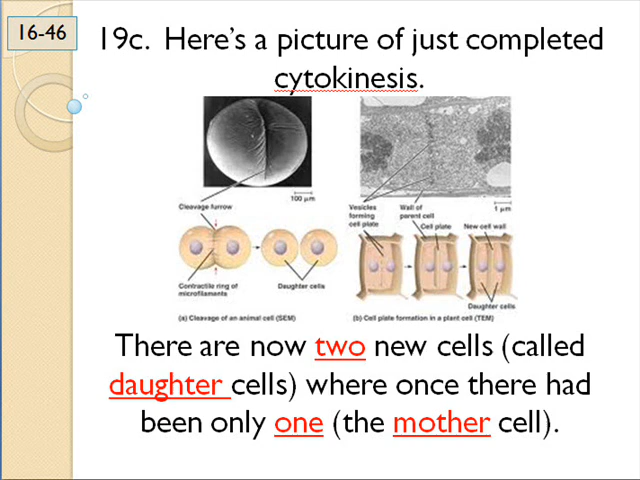 16-46
19c. Here's a picture of just completed
cytokinesis.
100 µm
1 µm
Cleavage furrow
Vesicles
forming
cell plate
Wall of
parent cell
Cell plate
New cell wall
Contractile ring of
microfilaments
Daughter cells
Daughter cells
(a) Cleavage of an animal cell (SEM)
(b) Cell plate formation in a plant cell (TEM)
There are now two new cells (called
daughter cells) where once there had
been only one (the mother cell).